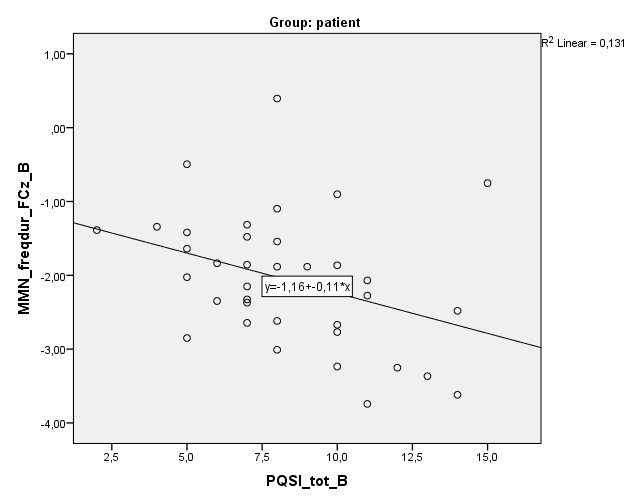 Group: patient
R2 Linear = 0,131
1,00
,00
-1,00
-2,00
-3,00
-4,00
MMN_freqdur_FCz_B
y=-1,16+-0,11*x
2,5 5,0 7,5 10,0 12,5 15,0
PQSI_tot_B